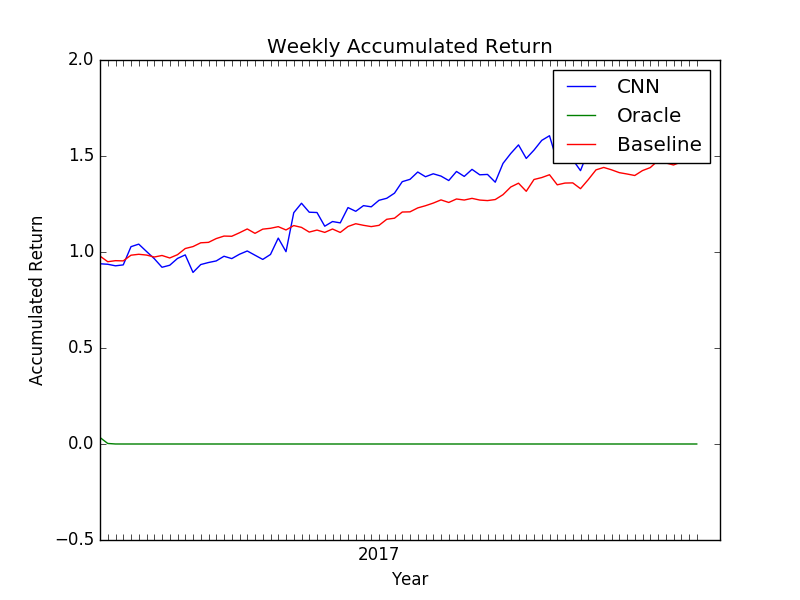 Weekly Accumulated Return
CNN
Oracle
Baseline
2.0
1.5
1.0
0.5
0.0
−0.5
Accumulated Return
2017
Year